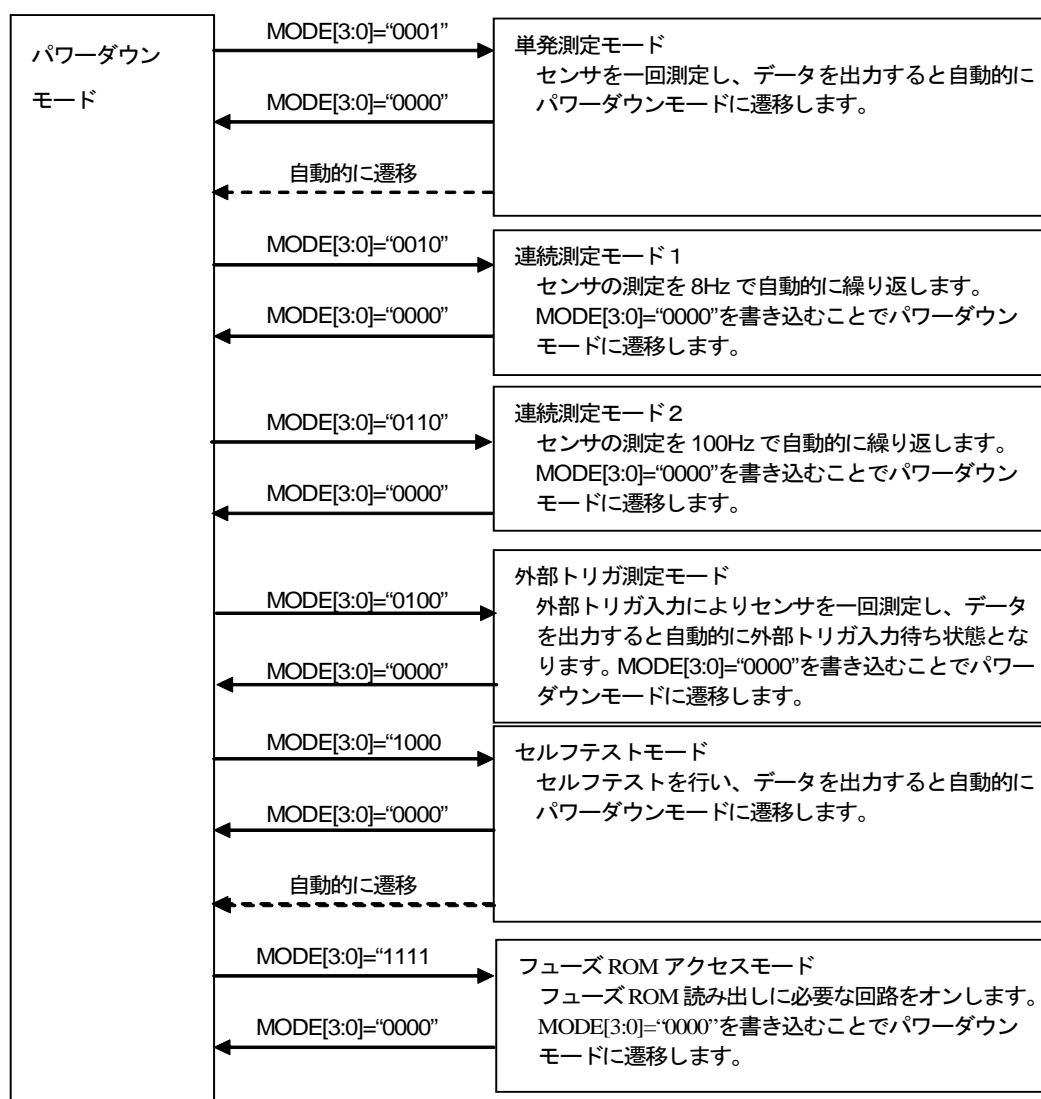 パワーダウン
モード
MODE[3:0]=“0001”
MODE[3:0]=“0000”
自動的に遷移
単発測定モード
センサを一回測定し、データを出力すると自動的に
パワーダウンモードに遷移します。
MODE[3:0]=“0010”
MODE[3:0]=“0000”
連続測定モード1
センサの測定を 8Hz で自動的に繰り返します。
MODE[3:0]=“0000”を書き込むことでパワーダウン
モードに遷移します。
MODE[3:0]=“0110”
MODE[3:0]=“0000”
連続測定モード2
センサの測定を 100Hz で自動的に繰り返します。
MODE[3:0]=“0000”を書き込むことでパワーダウン
モードに遷移します。
MODE[3:0]=“0100”
MODE[3:0]=“0000”
外部トリガ測定モード
外部トリガ入力によりセンサを一回測定し、データ
を出力すると自動的に外部トリガ入力待ち状態とな
ります。MODE[3:0]=“0000”を書き込むことでパワー
ダウンモードに遷移します。
MODE[3:0]=“1000
MODE[3:0]=“0000”
自動的に遷移
セルフテストモード
セルフテストを行い、データを出力すると自動的に
パワーダウンモードに遷移します。
MODE[3:0]=“1111
MODE[3:0]=“0000”
フューズ ROM アクセスモード
フューズ ROM 読み出しに必要な回路をオンします。
MODE[3:0]=“0000”を書き込むことでパワーダウン
モードに遷移します。